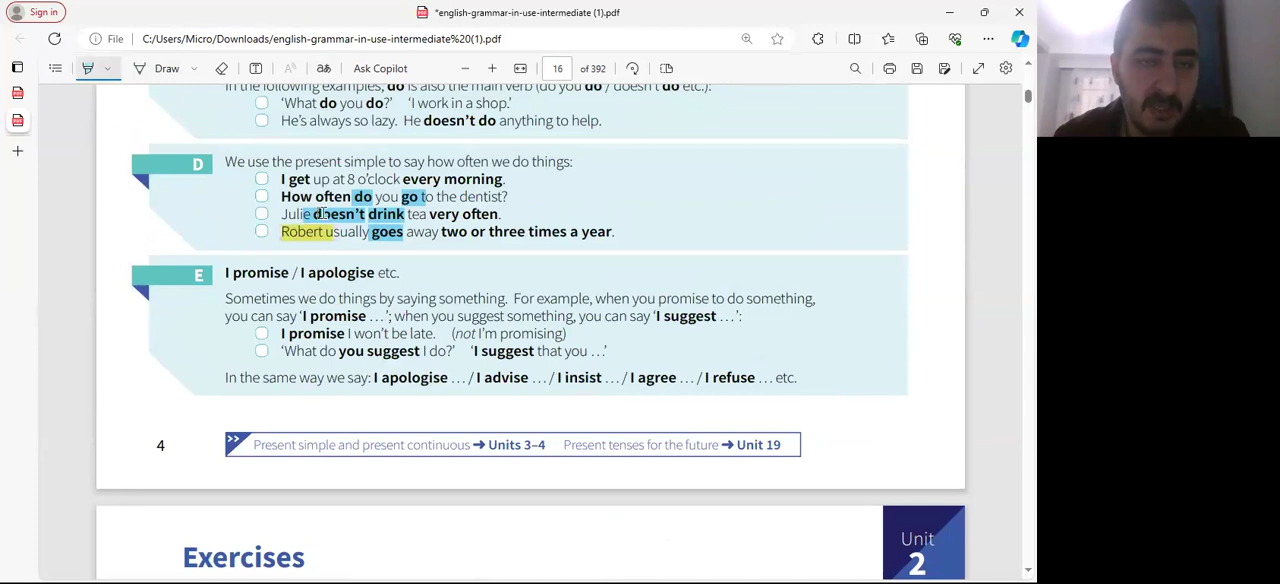 Sign in
*english-grammar-in-use-intermediate (1).pdf
File
C:/Users/Micro/Downloads/english-grammar-in-use-intermediate%20(1).pdf
Draw
Ask Copilot
16 of 392
In the following examples, do is also the main verb (do you do / doesn't do etc.):
'What do you do?' 'I work in a shop.'
He's always so lazy. He doesn't do anything to help.
D
We use the present simple to say how often we do things:
I get up at 8 o'clock every morning.
How often do you go to the dentist?
Julie doesn't drink tea very often.
Robert usually goes away two or three times a year.
E
I promise / I apologise etc.
Sometimes we do things by saying something. For example, when you promise to do something,
you can say 'I promise …'; when you suggest something, you can say 'I suggest …':
I promise I won't be late. (not I'm promising)
'What do you suggest I do?' 'I suggest that you …'
In the same way we say: I apologise … / I advise … / I insist … / I agree … / I refuse … etc.
4
Present simple and present continuous ➜ Units 3–4 Present tenses for the future ➜ Unit 19
Exercises
Unit
2